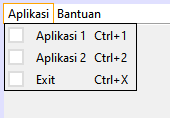 Aplikasi Bantuan
Aplikasi 1 Ctrl+1
Aplikasi 2 Ctrl+2
Exit Ctrl+X